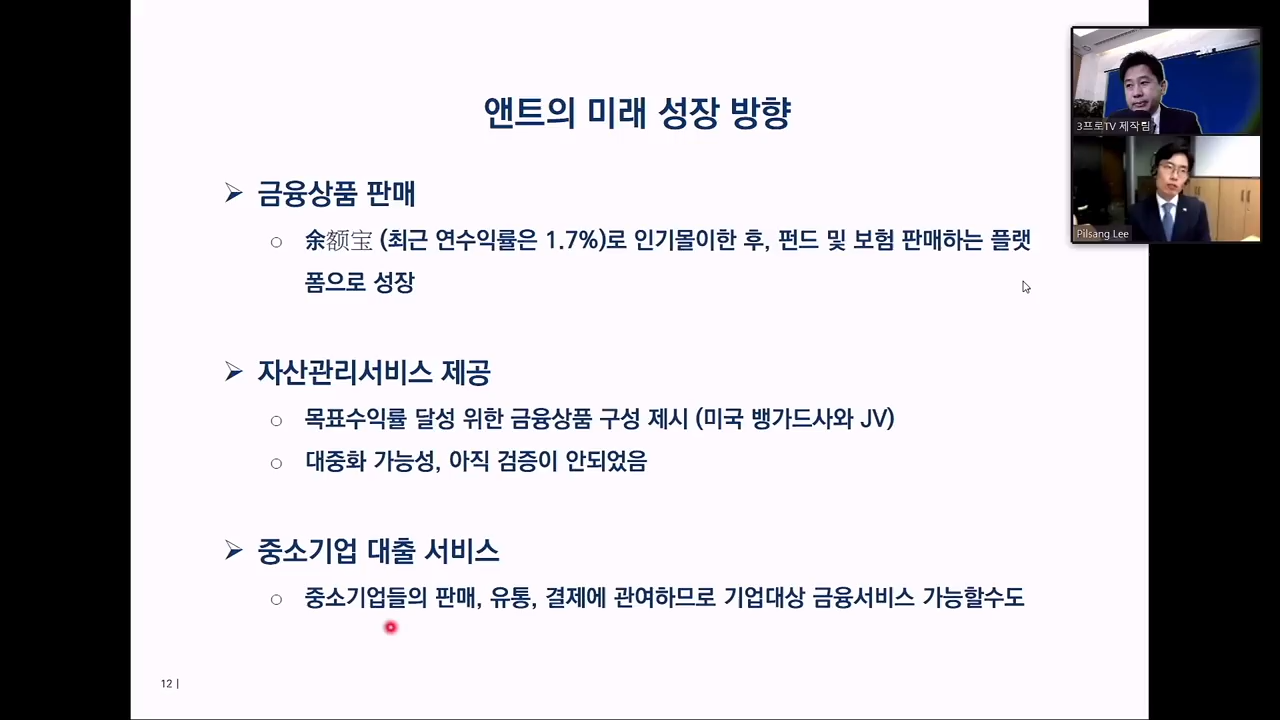 앤트의 미래 성장 방향
➢ 금융상품 판매
○ 余额宝 (최근 연수익률은 1.7%)로 인기몰이한 후, 펀드 및 보험 판매하는 플랫
폼으로 성장
➢ 자산관리서비스 제공
○ 목표수익률 달성 위한 금융상품 구성 제시 (미국 뱅가드사와 JV)
○ 대중화 가능성, 아직 검증이 안되었음
➢ 중소기업 대출 서비스
○ 중소기업들의 판매, 유통, 결제에 관여하므로 기업대상 금융서비스 가능할수도
12 |
3프로TV 제작팀
Pilsang Lee